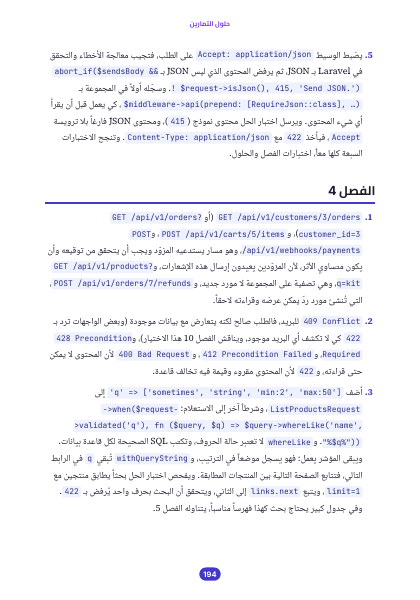 حلول التمارين
5. يضبط الوسيط Accept: application/json على الطلب، فتجيب معالجة الأخطاء والتحقق
في Laravel بـ JSON، ثم يرفض المحتوى الذي ليس JSON بـ abort_if($sendsBody &&
! $request->isJson(), 415, 'Send JSON.'). وسجّله أولاً في المجموعة بـ
$middleware->api(prepend: [RequireJson::class], …)، كي يعمل قبل أن يقرأ
أي شيء المحتوى. ويرسل اختبار الحل محتوى نموذج (415)، ومحتوى JSON فارغاً بلا ترويسة
Accept، فيأخذ 422 مع Content-Type: application/json. وتنجح الاختبارات
السبعة كلها معاً، اختبارات الفصل والحلول.
الفصل 4
1. GET /api/v1/customers/3/orders (أو GET /api/v1/orders?
customer_id=3)، و POST /api/v1/carts/5/items، و POST
/api/v1/webhooks/payments، وهو مسار يستدعيه المزوّد ويجب أن يتحقق من توقيعه وأن
يكون متساوي الأثر، لأن المزوّدين يعيدون إرسال هذه الإشعارات، و GET /api/v1/products?
q=kit، وهي تصفية على المجموعة لا مورد جديد، و POST /api/v1/orders/7/refunds،
التي تُنشئ مورد ردّ يمكن عرضه وقراءته لاحقاً.
2. 409 Conflict للبريد، فالطلب صالح لكنه يتعارض مع بيانات موجودة (وبعض الواجهات ترد بـ
422 كي لا تكشف أي البريد موجود، ويناقش الفصل 10 هذا الاختيار)، و 428 Precondition
Required، و 412 Precondition Failed، و 400 Bad Request لأن المحتوى لا يمكن
حتى قراءته، و 422 لأن المحتوى مقروء وقيمة فيه تخالف قاعدة.
3. أضف 'q' => ['sometimes', 'string', 'min:2', 'max:50'] إلى
ListProductsRequest، وشرطاً آخر إلى الاستعلام: ->when($request-
>validated('q'), fn ($query, $q) => $query->whereLike('name',
"%$q%")). و whereLike لا تعتبر حالة الحروف، وتكتب SQL الصحيحة لكل قاعدة بيانات.
ويبقى المؤشر يعمل: فهو يسجل موضعاً في الترتيب، و withQueryString تُبقي q في الرابط
التالي، فتتابع الصفحة التالية بين المنتجات المطابقة. ويفحص اختبار الحل بحثاً يطابق منتجين مع
limit=1، ويتبع links.next إلى الثاني، ويتحقق أن البحث بحرف واحد يُرفض بـ 422.
وفي جدول كبير يحتاج بحث كهذا فهرساً مناسباً، يتناوله الفصل 5.
194